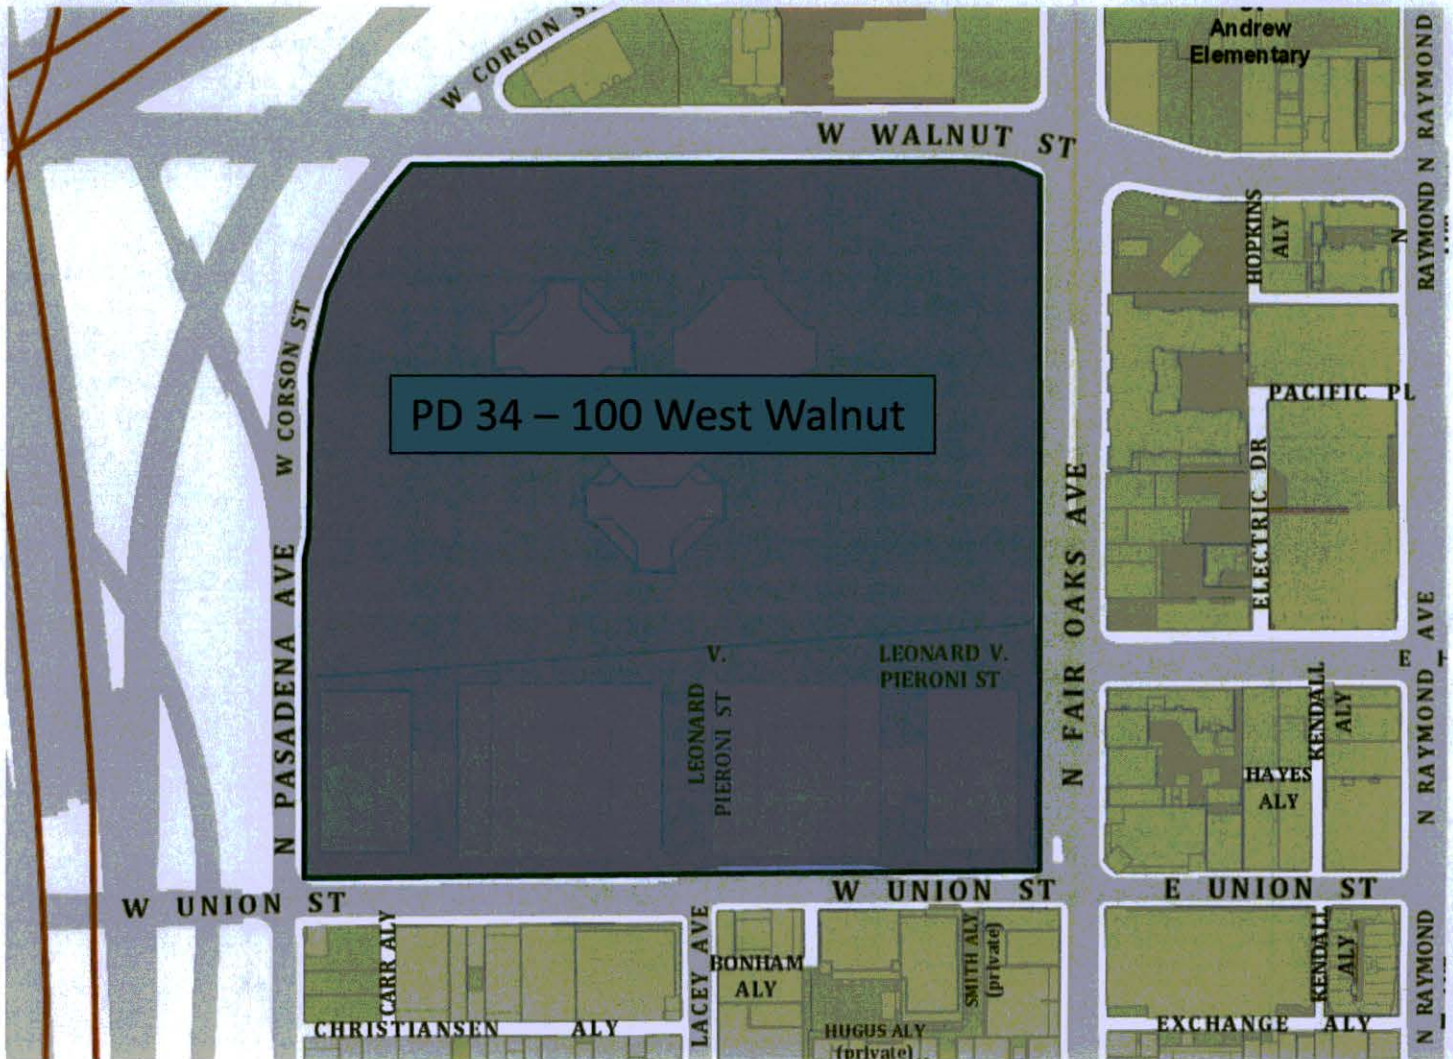 W CORSON S
Andrew
Elementary
N RAYMOND
W WALNUT ST
HOPKINS
ALY
N
RAYMOND
W CORSON ST
PD 34 – 100 West Walnut
PACIFIC PL
ELECTRIC DR
N PASADENA AVE
N FAIR OAKS AVE
V.
LEONARD
PIERONI ST
LEONARD V.
PIERONI ST
AVE
E
KENDALL
ALY
HAYES
ALY
N RAYMOND
W UNION ST
W UNION ST
E UNION ST
CARR ALY
LACEY AVE
BONHAM
ALY
SMITH ALY
(private)
KENDALL
ALY
N RAYMOND
CHRISTIANSEN ALY
HUGUS ALY
(private)
EXCHANGE ALY